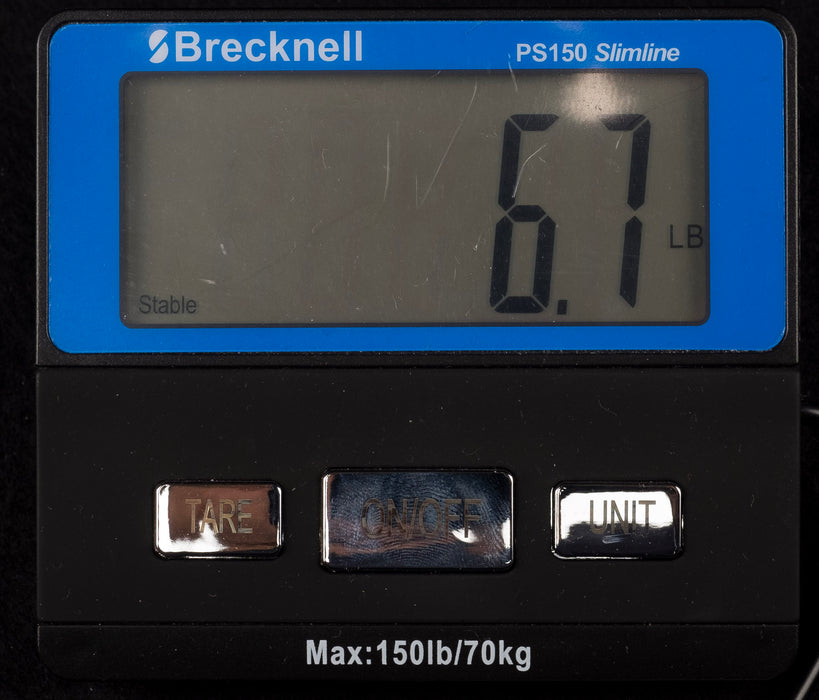 Brecknell PS150 Slimline
6.7 LB
Stable
TARE ON/OFF UNIT
Max:150lb/70kg